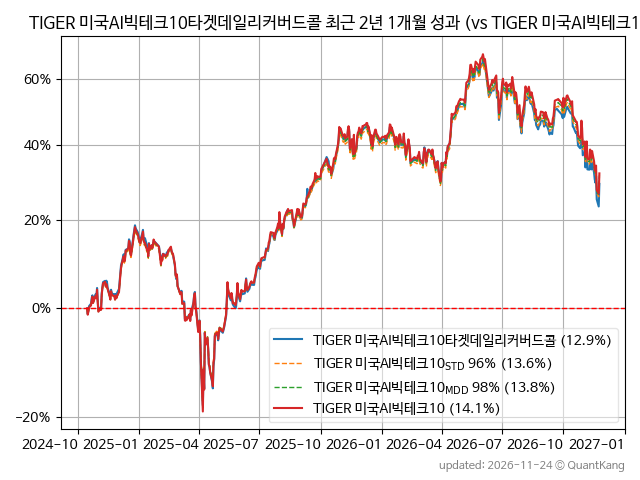 TIGER 미국AI빅테크10타겟데일리커버드콜 최근 2년 1개월 성과 (vs TIGER 미국AI빅테크1
60%
40%
20%
0%
−20%
TIGER 미국AI빅테크10타겟데일리커버드콜 (12.9%)
TIGER 미국AI빅테크10STD 96% (13.6%)
TIGER 미국AI빅테크10MDD 98% (13.8%)
TIGER 미국AI빅테크10 (14.1%)
2024-10 2025-01 2025-04 2025-07 2025-10 2026-01 2026-04 2026-07 2026-10 2027-01
updated: 2026-11-24 © QuantKang